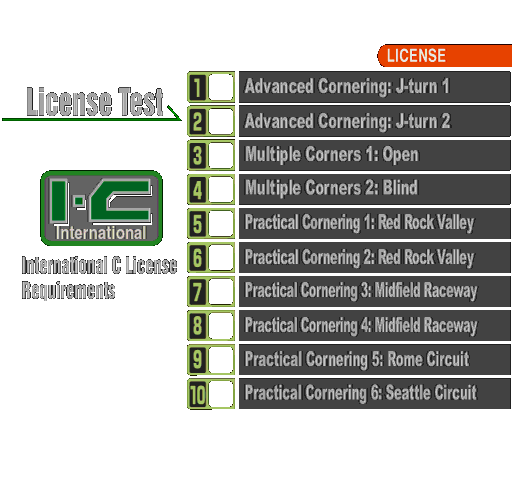 LICENSE
License Test
I-C
International
International C License
Requirements
1 Advanced Cornering: J-turn 1
2 Advanced Cornering: J-turn 2
3 Multiple Corners 1: Open
4 Multiple Corners 2: Blind
5 Practical Cornering 1: Red Rock Valley
6 Practical Cornering 2: Red Rock Valley
7 Practical Cornering 3: Midfield Raceway
8 Practical Cornering 4: Midfield Raceway
9 Practical Cornering 5: Rome Circuit
10 Practical Cornering 6: Seattle Circuit